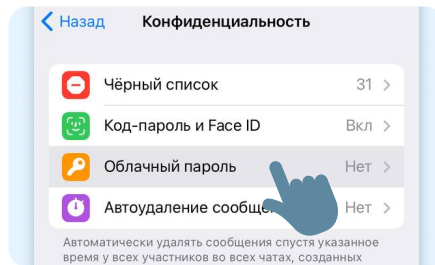 Назад Конфиденциальность
Чёрный список 31
Код-пароль и Face ID Вкл
Облачный пароль Нет
Автоудаление Нет
Автоматически удалять сообщения спустя указанное
время у всех участников во всех чатах, созданных